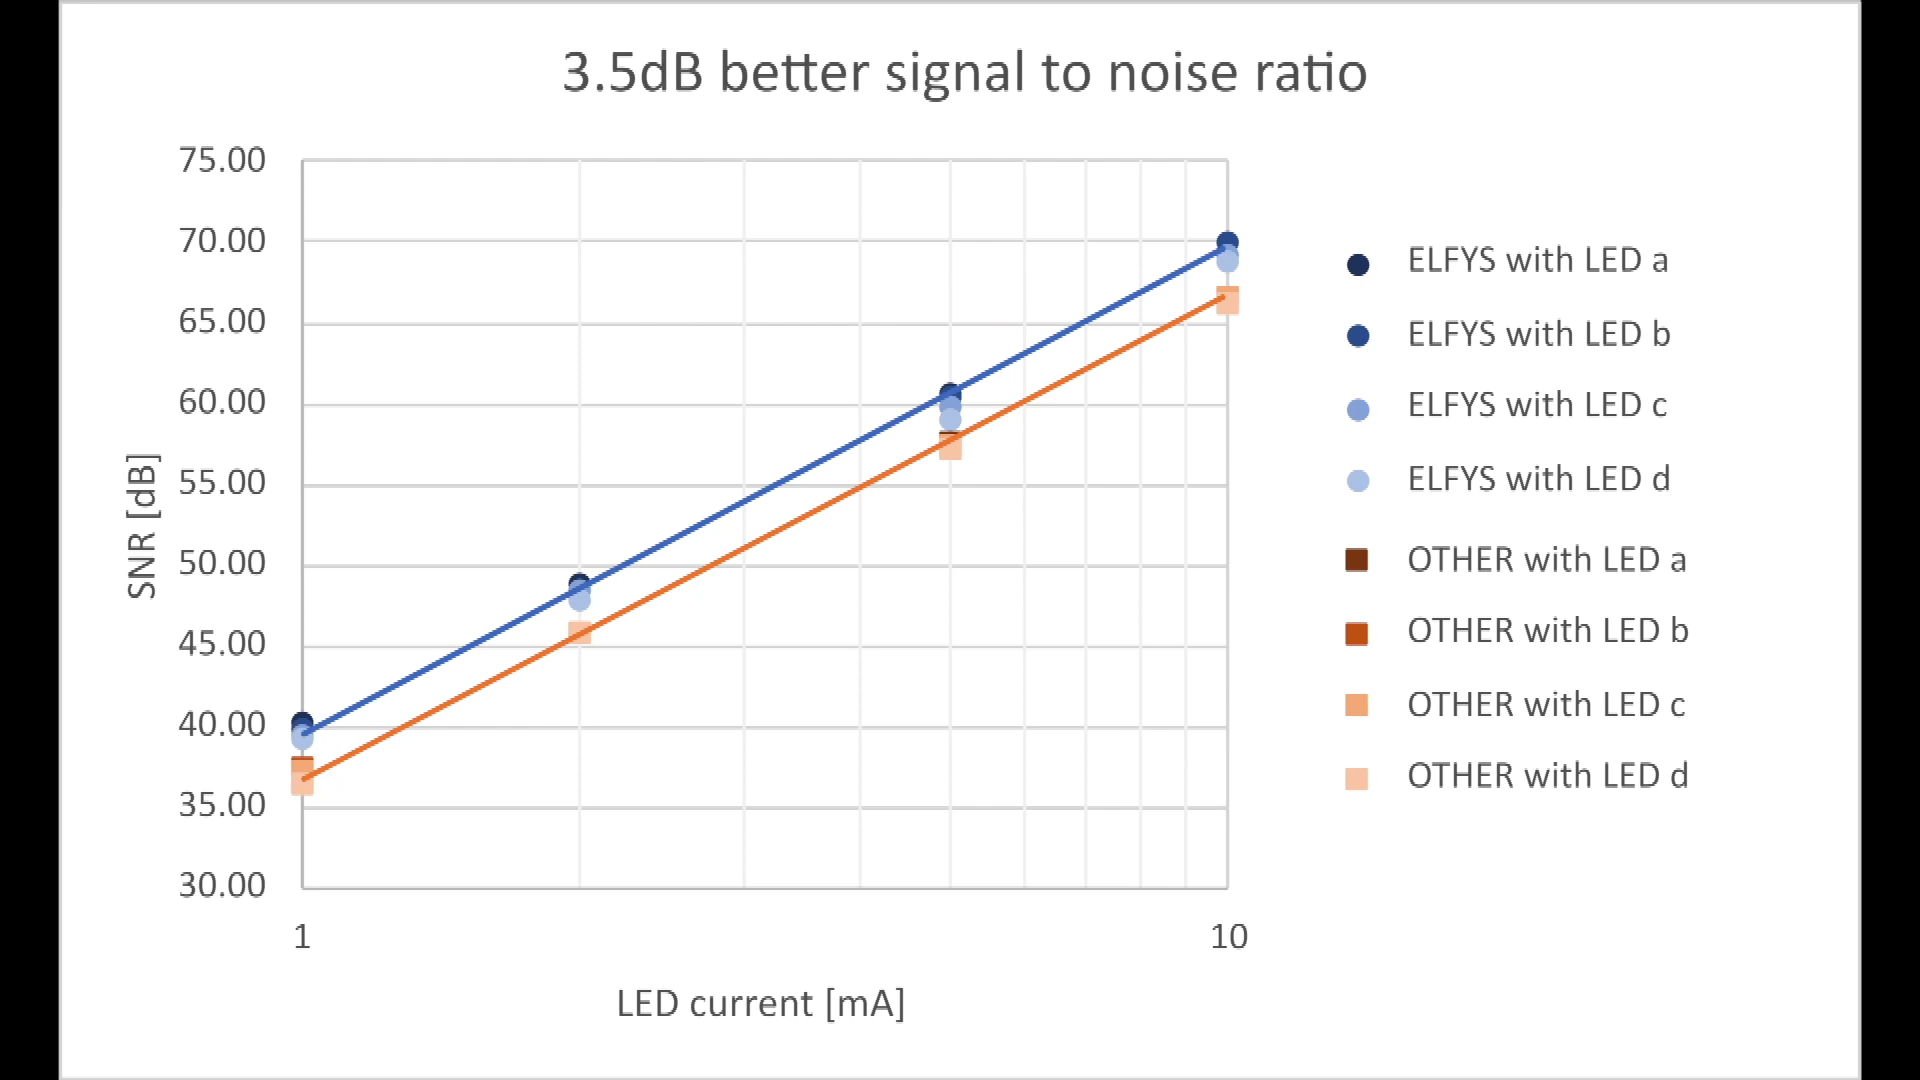 3.5dB better signal to noise ratio
75.00
70.00
65.00
60.00
55.00
50.00
45.00
40.00
35.00
30.00
SNR [dB]
1
10
LED current [mA]
ELFYS with LED a
ELFYS with LED b
ELFYS with LED c
ELFYS with LED d
OTHER with LED a
OTHER with LED b
OTHER with LED c
OTHER with LED d